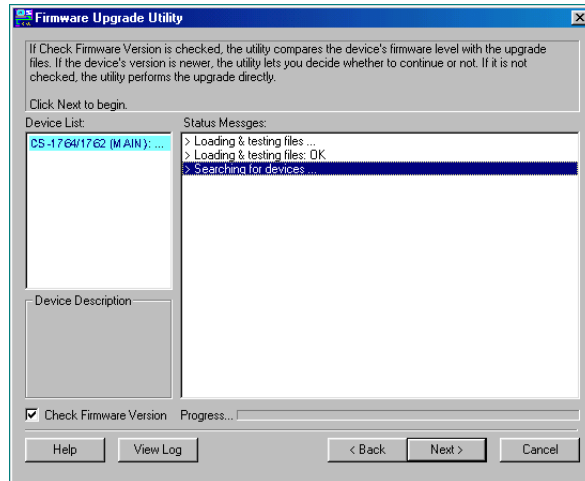 Firmware Upgrade Utility
If Check Firmware Version is checked, the utility compares the device's firmware level with the upgrade
files. If the device's version is newer, the utility lets you decide whether to continue or not. If it is not
checked, the utility performs the upgrade directly.
Click Next to begin.
Device List:
Status Messges:
CS-1764/1762 (MAIN): ...
> Loading & testing files ...
> Loading & testing files: OK
> Searching for devices ...
Device Description
Check Firmware Version
Progress...
Help
View Log
< Back
Next >
Cancel